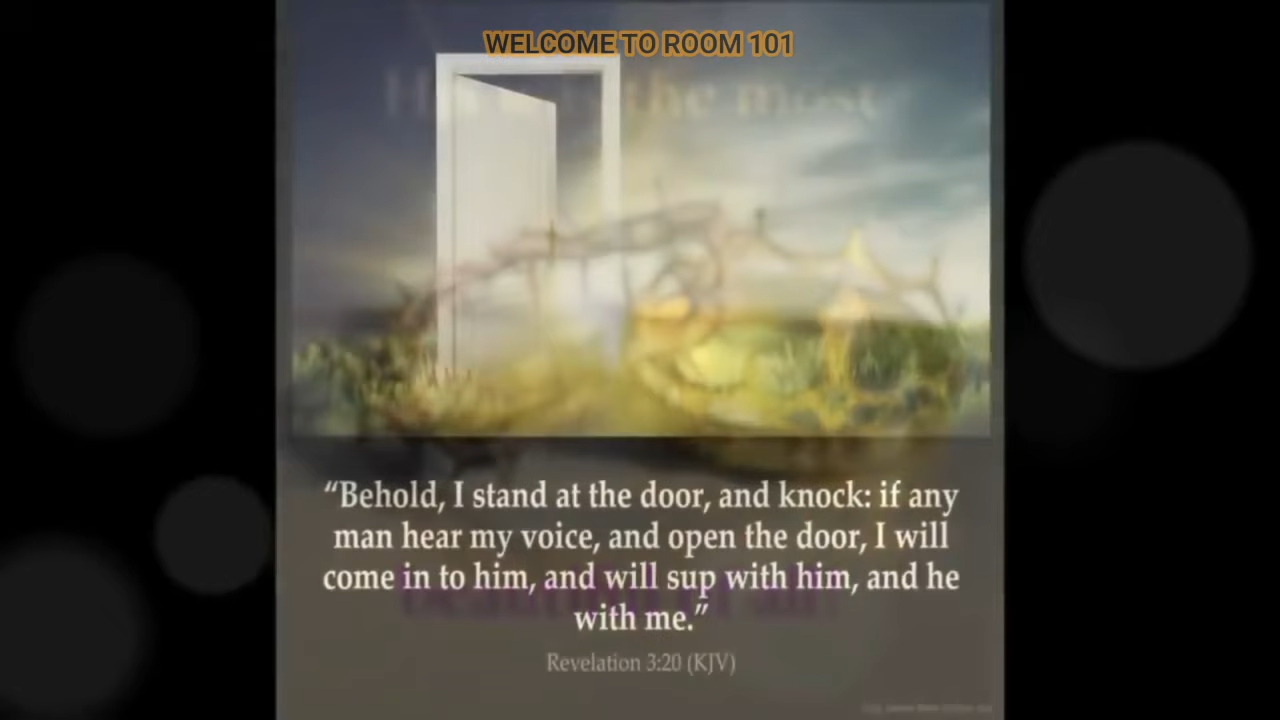 WELCOME TO ROOM 101
the most
“Behold, I stand at the door, and knock: if any
man hear my voice, and open the door, I will
come in to him, and will sup with him, and he
with me.”
Revelation 3:20 (KJV)